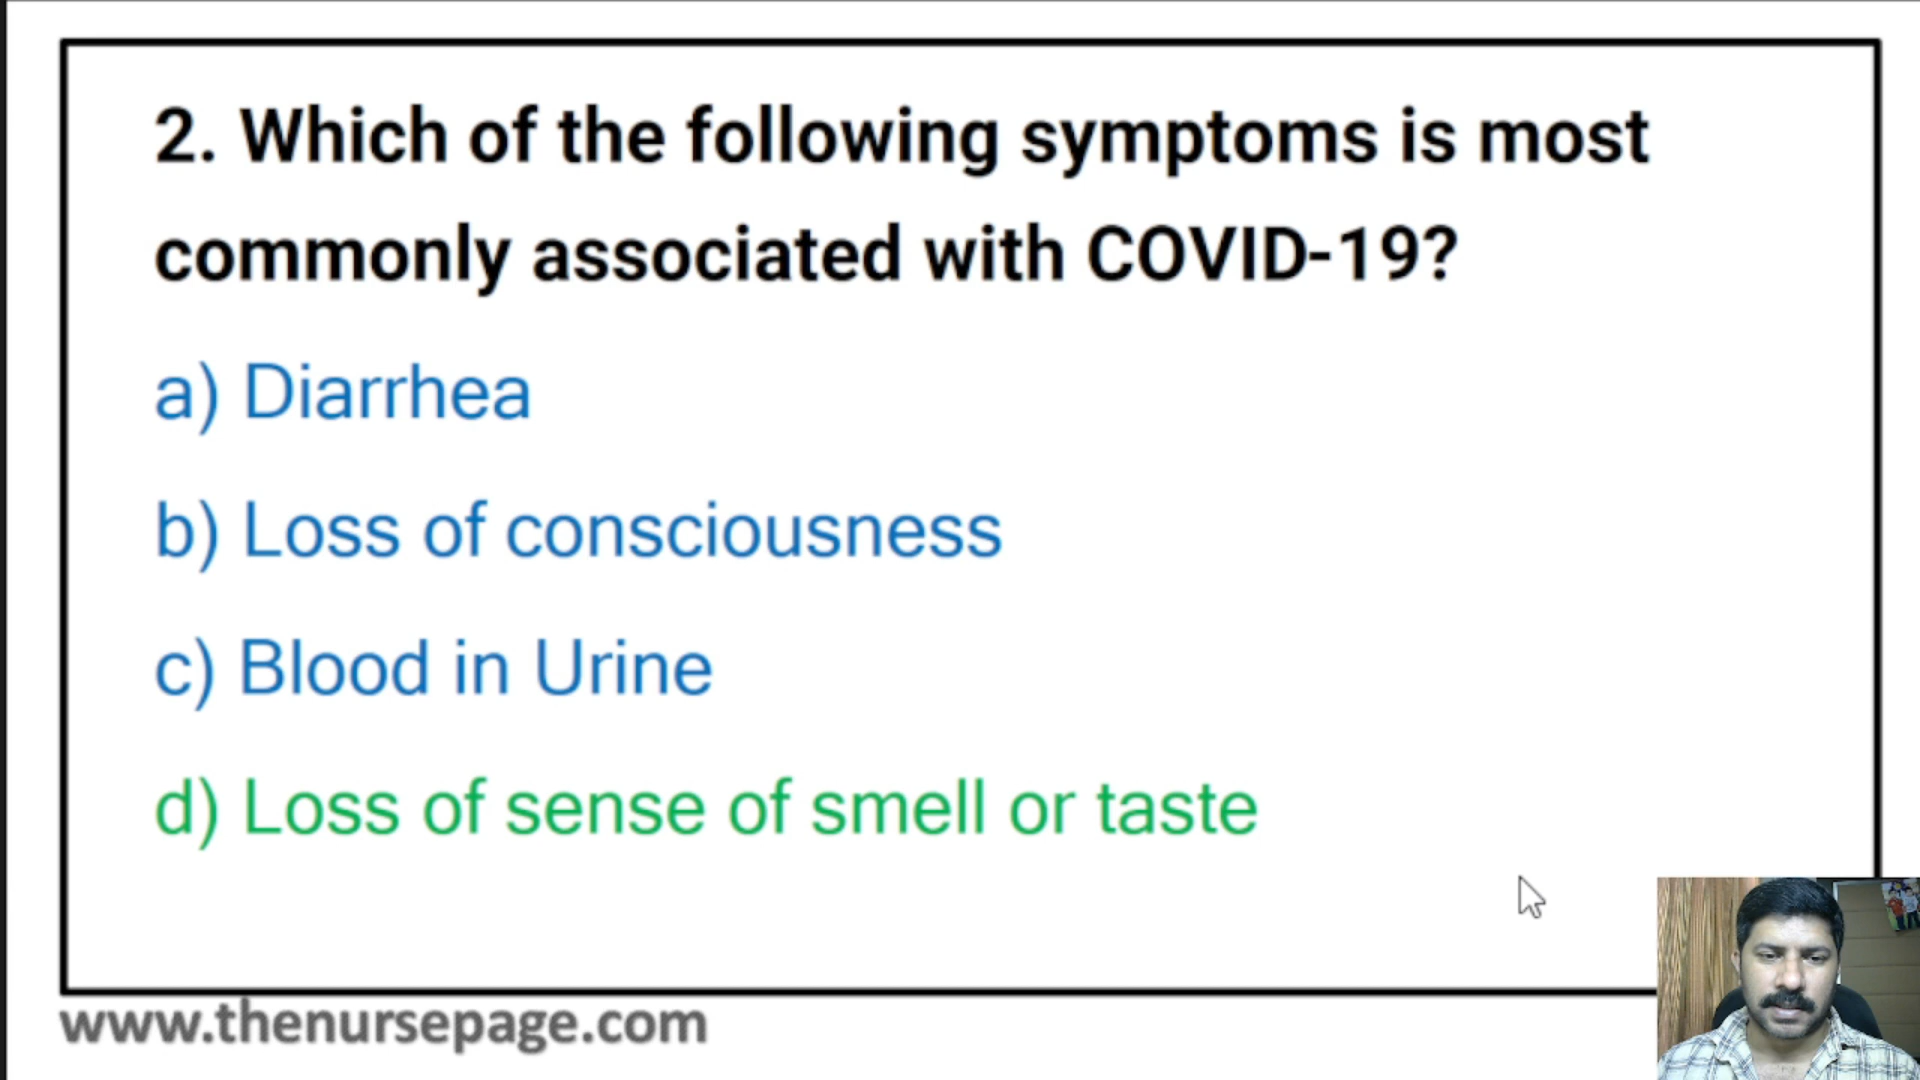 2. Which of the following symptoms is most
commonly associated with COVID-19?
a) Diarrhea
b) Loss of consciousness
c) Blood in Urine
d) Loss of sense of smell or taste
www.thenursepage.com